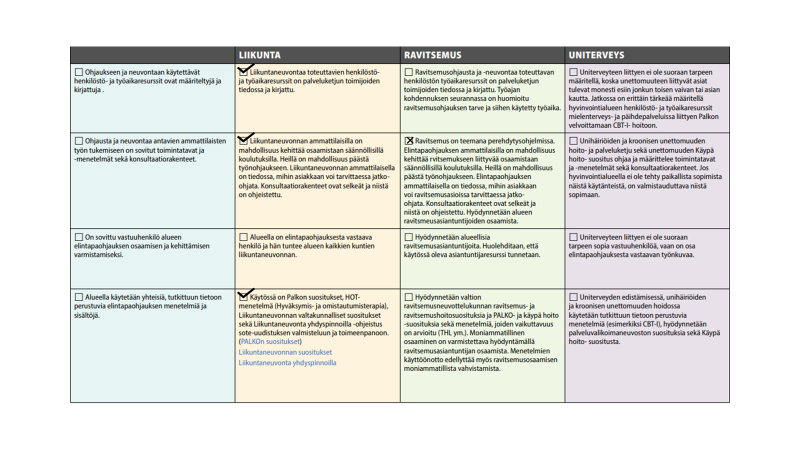 LIIKUNTA
RAVITSEMUS
UNITERVEYS
Ohjaukseen ja neuvontaan käytettävät
henkilöstö- ja työaikaresurssit ovat määriteltyjä ja
kirjattuja .
Liikuntaneuvontaa toteuttavien henkilöstö-
ja työaikaresurssit on palveluketjun toimijoiden
tiedossa ja kirjattu.
Ravitsemusohjausta ja -neuvontaa toteuttavan
henkilöstön työaikaresurssit on palveluketjun
toimijoiden tiedossa ja kirjattu. Työajan
kohdennuksen seurannassa on huomioitu
ravitsemusohjauksen tarve ja siihen käytetty työaika.
Uniterveyteen liittyen ei ole suoraan tarpeen
määritellä, koska unettomuuteen liittyvät asiat
tulevat monesti esiin jonkun toisen vaivan tai asian
kautta. Jatkossa on erittäin tärkeää määritellä
hyvinvointialueen henkilöstö- ja työaikaresurssit
mielenterveys- ja päihdepalveluissa liittyen Palkon
velvoittamaan CBT-I- hoitoon.
Ohjausta ja neuvontaa antavien ammattilaisten
työn tukemiseen on sovitut toimintatavat ja
-menetelmät sekä konsultaatiorakenteet.
Liikuntaneuvonnan ammattilaisilla on
mahdollisuus kehittää osaamistaan säännöllisillä
koulutuksilla. Heillä on mahdollisuus päästä
työnohjaukseen. Liikuntaneuvonnan ammattilaisella
on tiedossa, mihin asiakkaan voi tarvittaessa jatko-
ohjata. Konsultaatiorakenteet ovat selkeät ja niistä
on ohjeistettu.
Ravitsemus on teemana perehdytysohjelmissa.
Elintapaohjauksen ammattilaisilla on mahdollisuus
kehittää rvitsemukseen liittyvää osaamistaan
säännöllisillä koulutuksilla. Heillä on mahdollisuus
päästä työnohjaukseen. Elintapaohjauksen
ammattilaisella on tiedossa, mihin asiakkaan
voi tarvittaessa ravitsemusasioissa jatko-
ohjata. Konsultaatiorakenteet ovat selkeät ja
niistä on ohjeistettu. Hyödynnetään alueen
ravitsmeusasiantuntijoiden osaamista.
Unihäiriöiden ja kroonisen unettomuuden
hoito- ja palveluketju sekä unettomuuden Käypä
hoito- suositus ohjaa ja määrittelee toimintatavat
ja -menetelmät sekä konsultaatiorakenteet. Jos
hyvinvointialueella ei ole tehty paikallista sopimista
näistä käytänteistä, on valmistauduttava niistä
sopimaan.
On sovittu vastuuhenkilö alueen
elintapaohjauksen osaamisen ja kehittämisen
varmistamiseksi.
Alueella on elintapaohjauksesta vastaava
henkilö ja hän tuntee alueen kaikkien kuntien
liikuntaneuvonnan.
Hyödynnetään alueellisia
ravitsemusasiantuntijoita. Huolehditaan, että
käytössä oleva asiantuntijaresurssi tunnetaan.
Uniterveyteen liittyen ei ole suoraan
tarpeen sopia vastuuhenkilöä, vaan on osa
elintapaohjauksesta vastaavan työnkuvaa.
Alueella käytetään yhteisiä, tutkittuun tietoon
perustuvia elintapaohjauksen menetelmiä ja
sisältöjä.
Käytössä on Palkon suositukset, HOT-
menetelmä (Hyväksymis- ja omistautumisterapia),
Liikuntaneuvonnan valtakunnalliset suositukset
sekä Liikuntaneuvonta yhdyspinnoilla -ohjeistus
sote-uudistuksen valmisteluun ja toimeenpanoon.
(PALKOn suositukset)
Liikuntaneuvonnan suositukset
Liikuntaneuvonta yhdyspinnoilla
Hyödynnetään valtion
ravitsemusneuvottelukunnan ravitsemus- ja
ravitsemushoitosuosituksia ja PALKO- ja käypä hoito
-suosituksia sekä menetelmiä, joiden vaikuttavuus
on arvioitu (THL ym.). Moniammatillinen
osaaminen on varmistettava hyödyntämällä
ravitsemusasiantuntijan osaamista. Menetelmien
käyttöönotto edellyttää myös ravitsemusosaamisen
moniammatillista vahvistamista.
Uniterveyden edistämisessä, unihäiriöiden
ja kroonisen unettomuuden hoidossa
käytetään tutkittuun tietoon perustuvia
menetelmiä (esimerkiksi CBT-I), hyödynnetään
palveluvalikoimaneuvoston suosituksia sekä Käypä
hoito- suositusta.